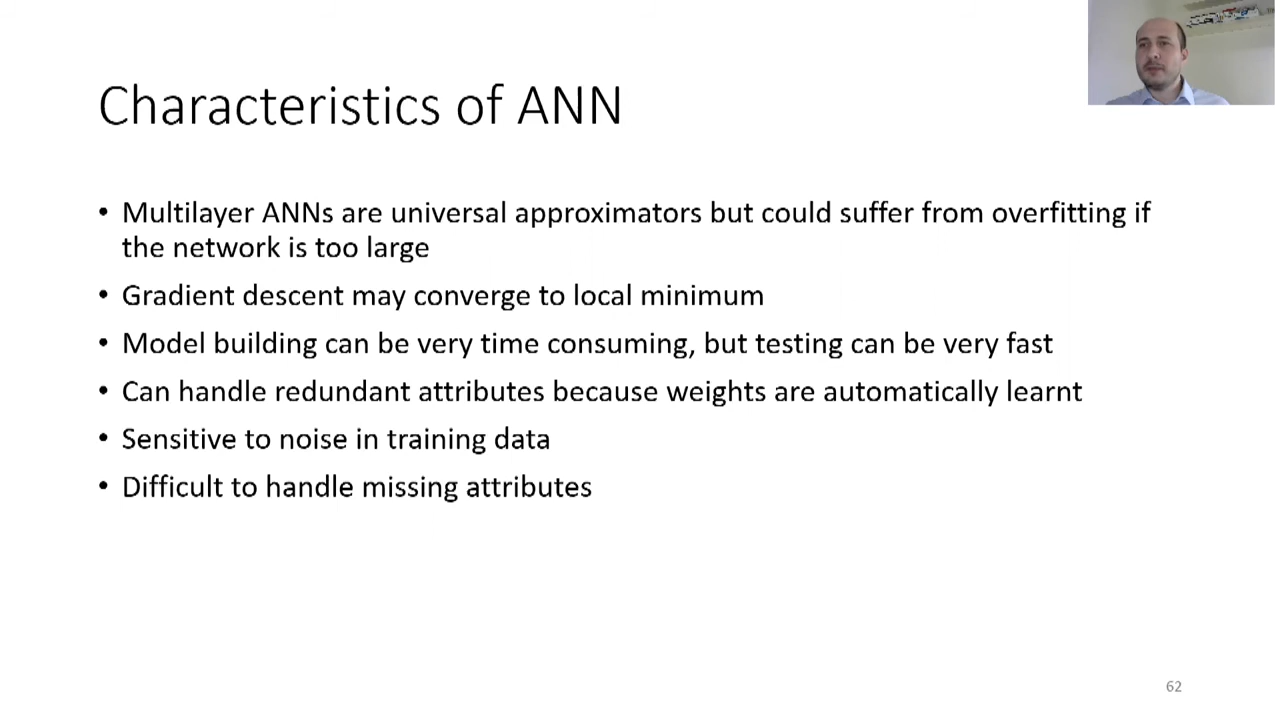 Characteristics of ANN
• Multilayer ANNs are universal approximators but could suffer from overfitting if
the network is too large
• Gradient descent may converge to local minimum
• Model building can be very time consuming, but testing can be very fast
• Can handle redundant attributes because weights are automatically learnt
• Sensitive to noise in training data
• Difficult to handle missing attributes
62